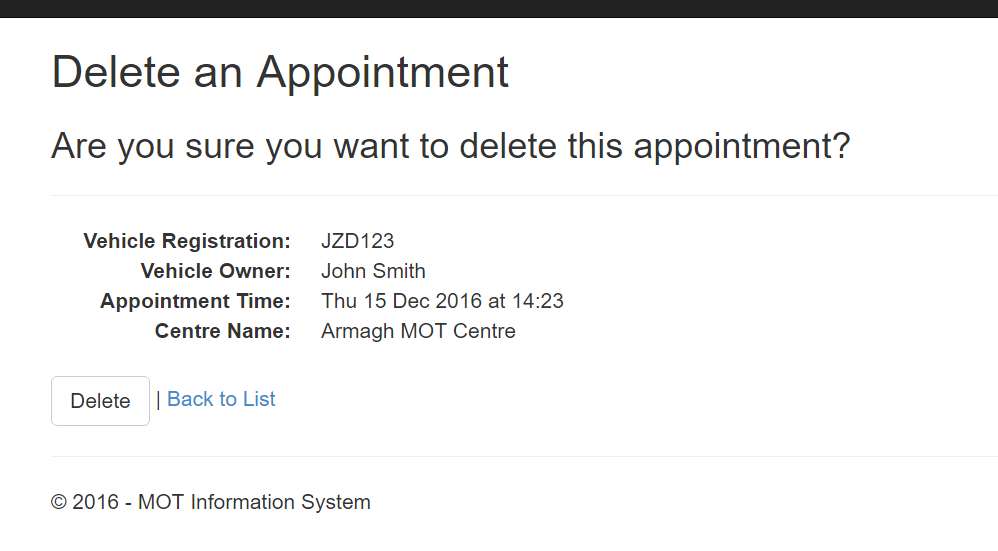 Delete an Appointment
Are you sure you want to delete this appointment?
Vehicle Registration: JZD123
Vehicle Owner: John Smith
Appointment Time: Thu 15 Dec 2016 at 14:23
Centre Name: Armagh MOT Centre
Delete | Back to List
© 2016 - MOT Information System